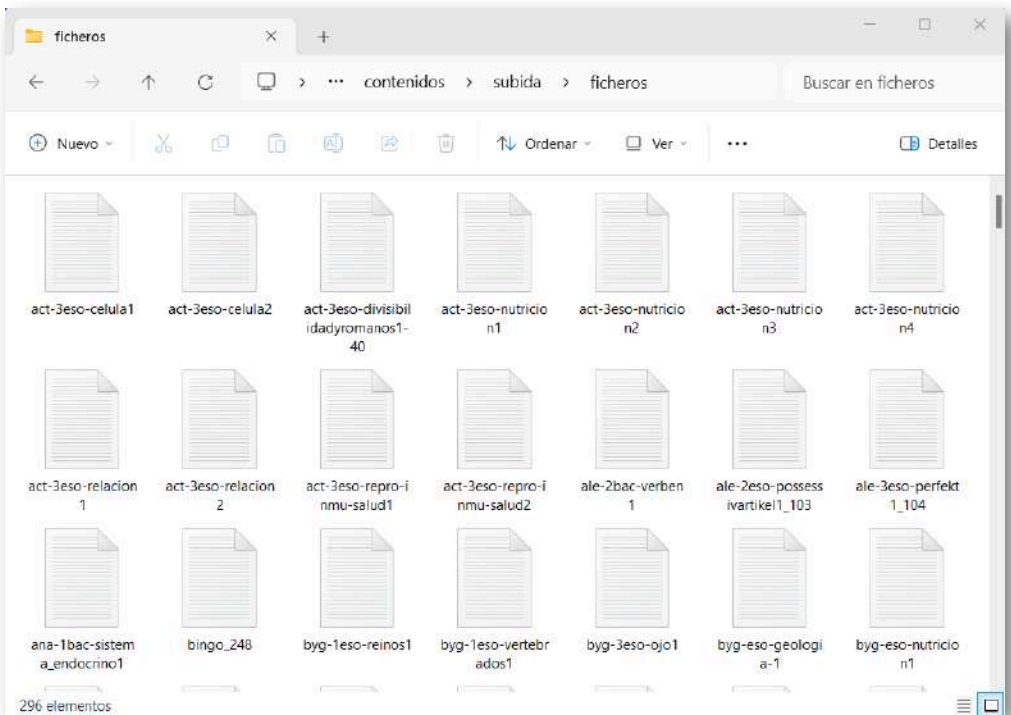 ficheros
contenidos > subida > ficheros
Buscar en ficheros
Nuevo
Ordenar
Ver
Detalles
act-3eso-celula1
act-3eso-celula2
act-3eso-divisibil
idadyromanos1-
40
act-3eso-nutricio
n1
act-3eso-nutricio
n2
act-3eso-nutricio
n3
act-3eso-nutricio
n4
act-3eso-relacion
1
act-3eso-relacion
2
act-3eso-repro-i
nmu-salud1
act-3eso-repro-i
nmu-salud2
ale-2bac-verben
1
ale-2eso-possess
ivartikel1_103
ale-3eso-perfekt
1_104
ana-1bac-sistem
a_endocrino1
bingo_248
byg-1eso-reinos1
byg-1eso-vertebr
ados1
byg-3eso-ojo1
byg-eso-geologi
a-1
byg-eso-nutricio
n1
296 elementos